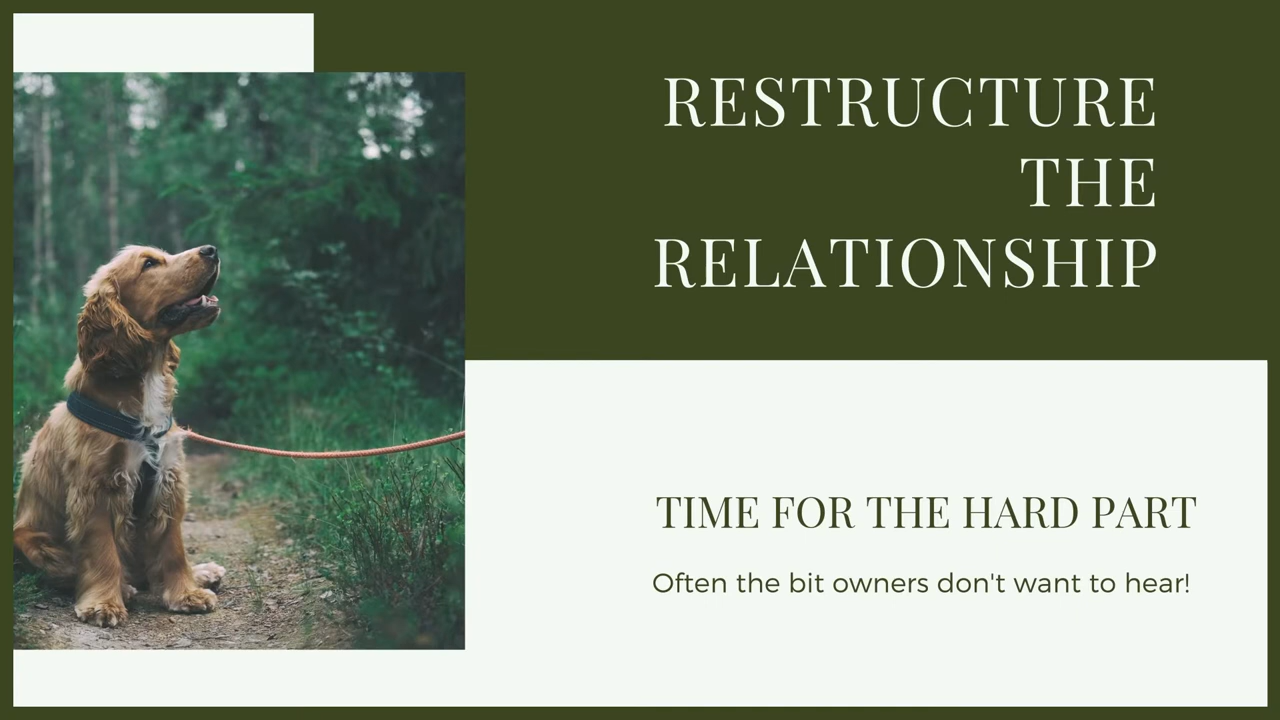 RESTRUCTURE
THE
RELATIONSHIP
TIME FOR THE HARD PART
Often the bit owners don't want to hear!